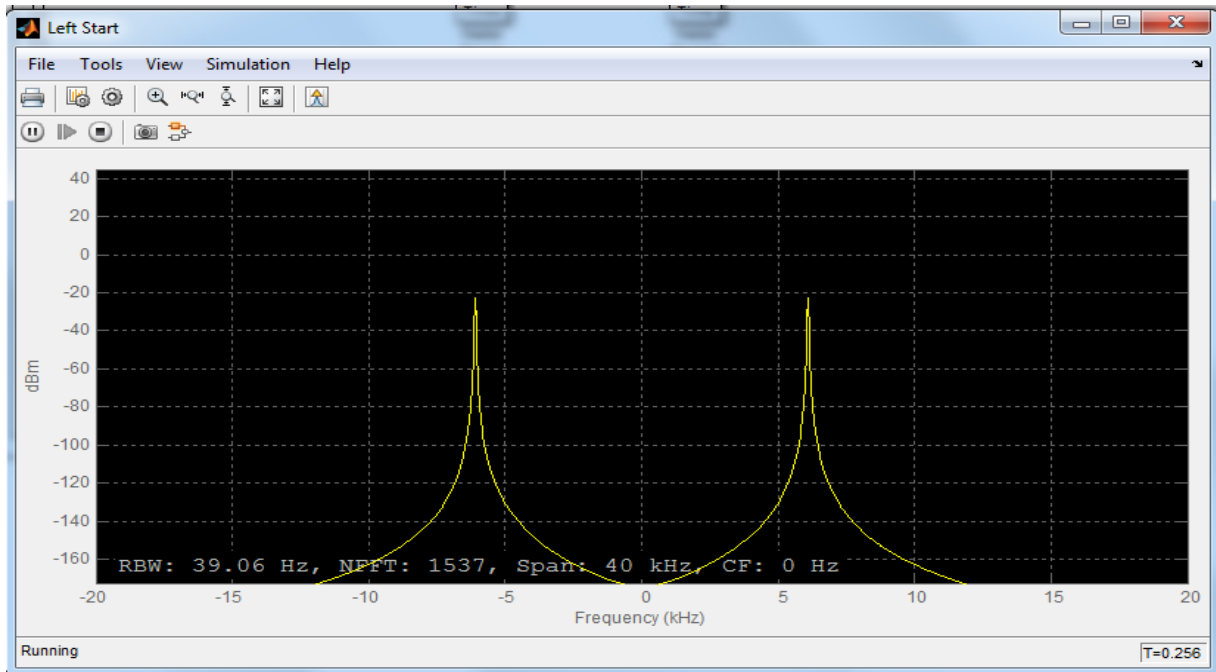 Left Start
File Tools View Simulation Help
40
20
0
-20
-40
-60
-80
-100
-120
-140
-160
dBm
RBW: 39.06 Hz, NFFT: 1537, Span: 40 kHz, CF: 0 Hz
-20 -15 -10 -5 0 5 10 15 20
Frequency (kHz)
Running T=0.256